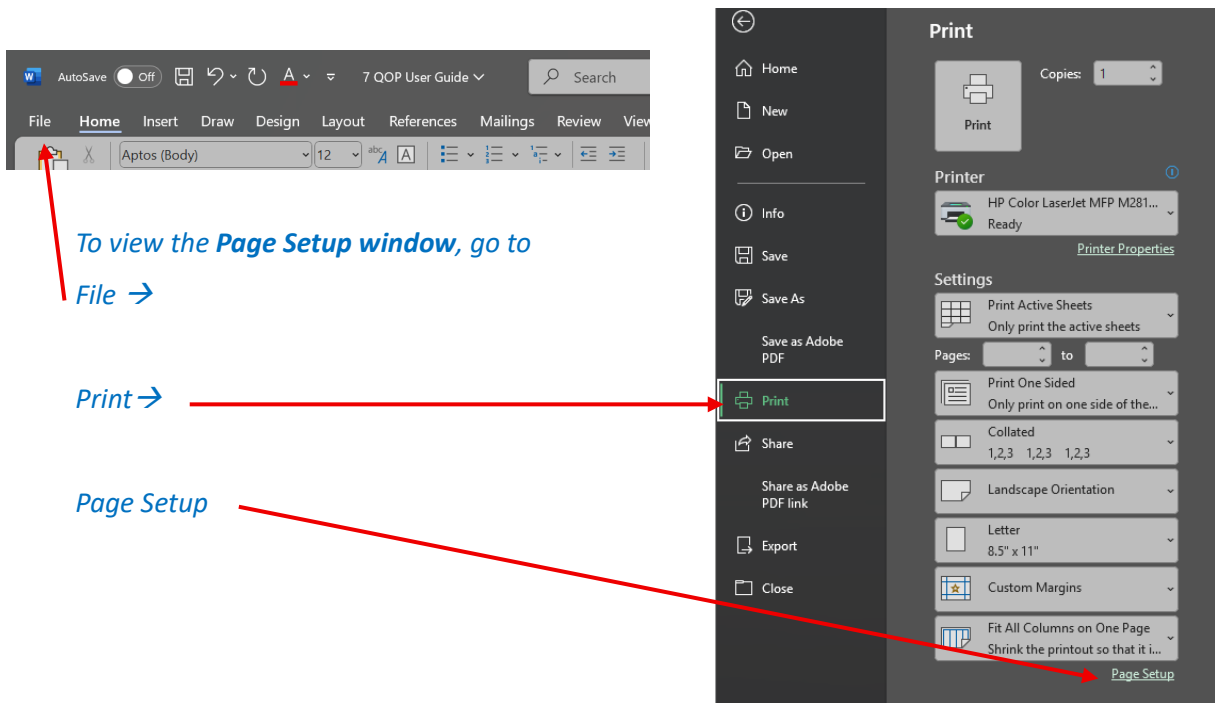 AutoSave Off 7 QOP User Guide Search
File Home Insert Draw Design Layout References Mailings Review View
Aptos (Body) 12
To view the Page Setup window, go to
File →
Print→
Page Setup
Home
New
Open
Info
Save
Save As
Save as Adobe
PDF
Print
Share
Share as Adobe
PDF link
Export
Close
Print
Copies: 1
Print
Printer
HP Color LaserJet MFP M281...
Ready
Printer Properties
Settings
Print Active Sheets
Only print the active sheets
Pages: to
Print One Sided
Only print on one side of the...
Collated
1,2,3 1,2,3 1,2,3
Landscape Orientation
Letter
8.5" x 11"
Custom Margins
Fit All Columns on One Page
Shrink the printout so that it i...
Page Setup